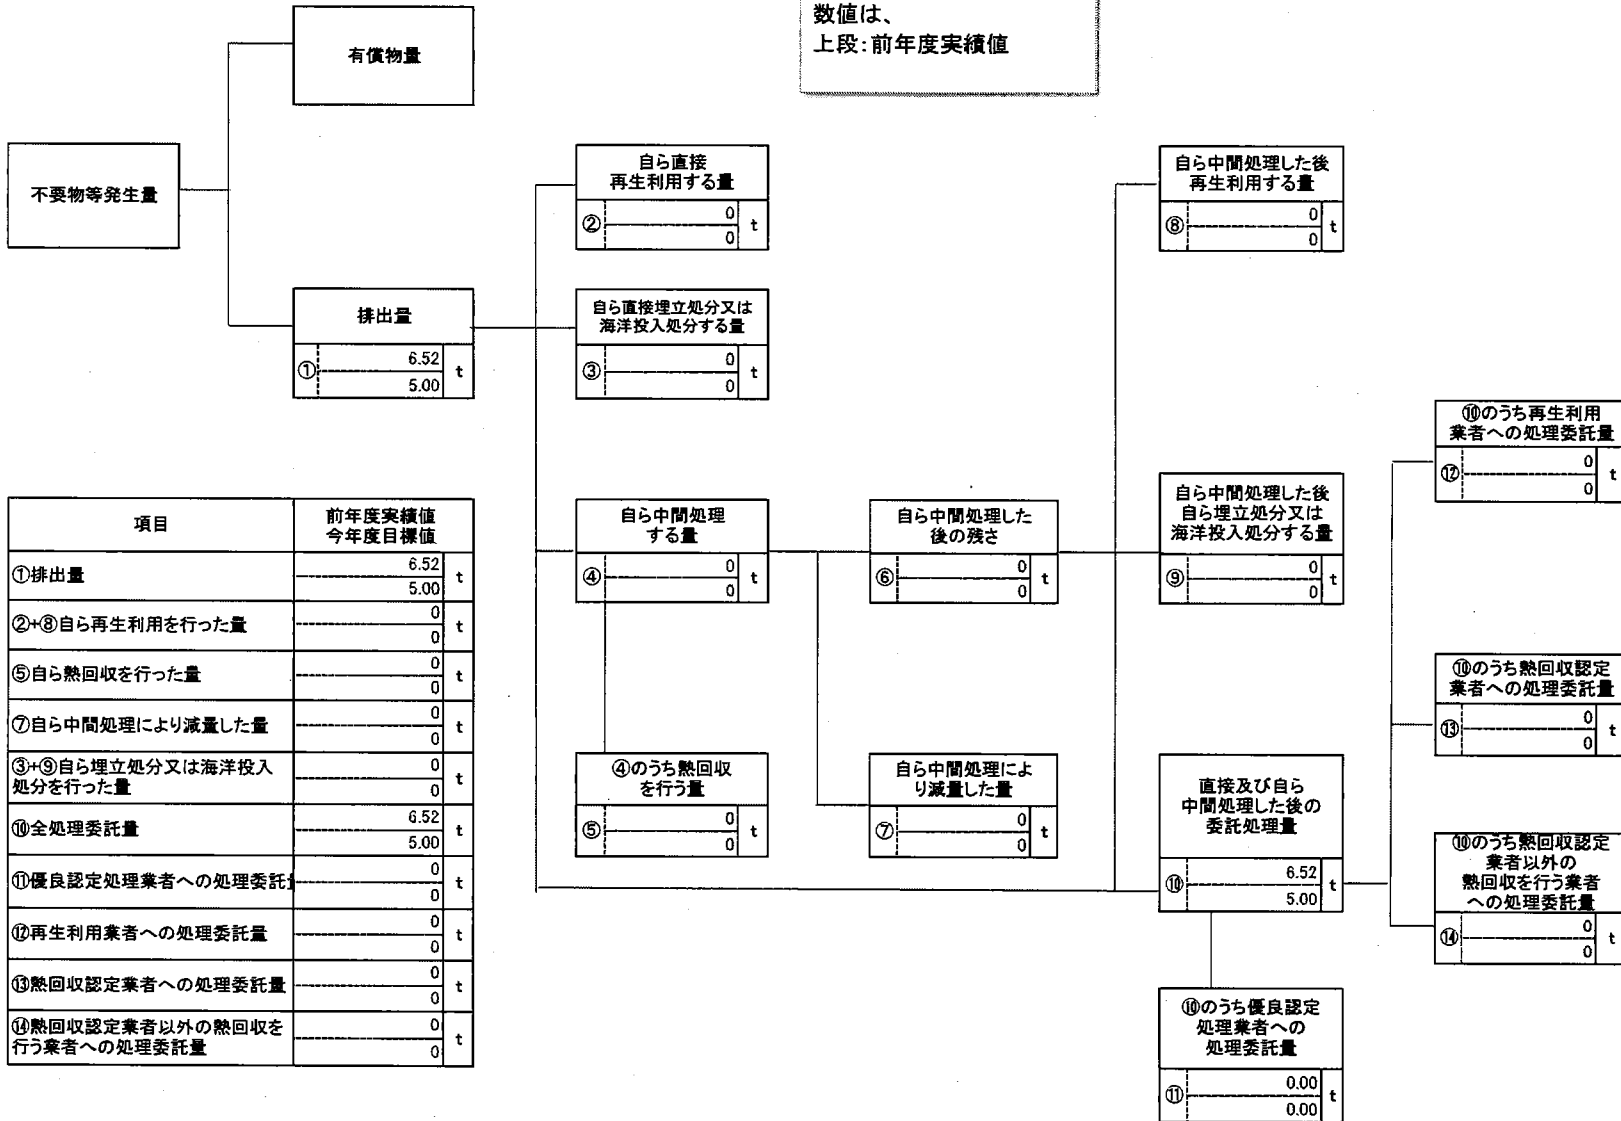 数値は、
上段:前年度実績値
有償物量
不要物等発生量
排出量
① 6.52 t
5.00
自ら直接
再生利用する量
② 0 t
0
自ら直接埋立処分又は
海洋投入処分する量
③ 0 t
0
自ら中間処理した後
再生利用する量
⑧ 0 t
0
自ら中間処理
する量
④ 0 t
0
自ら中間処理した
後の残さ
⑥ 0 t
0
自ら中間処理した後
自ら埋立処分又は
海洋投入処分する量
⑨ 0 t
0
⑩のうち再生利用
業者への処理委託量
⑫ 0 t
0
④のうち熱回収
を行う量
⑤ 0 t
0
自ら中間処理によ
り減量した量
⑦ 0 t
0
直接及び自ら
中間処理した後の
委託処理量
⑩ 6.52 t
5.00
⑩のうち熱回収認定
業者への処理委託量
⑬ 0 t
0
⑩のうち熱回収認定
業者以外の
熱回収を行う業者
への処理委託量
⑭ 0 t
0
⑩のうち優良認定
処理業者への
処理委託量
⑪ 0.00 t
0.00
項目 前年度実績値
今年度目標値
①排出量 6.52 t
5.00
②+⑧自ら再生利用を行った量 0 t
0
⑤自ら熱回収を行った量 0 t
0
⑦自ら中間処理により減量した量 0 t
0
③+⑨自ら埋立処分又は海洋投入
処分を行った量 0 t
0
⑩全処理委託量 6.52 t
5.00
⑪優良認定処理業者への処理委託 0 t
0
⑫再生利用業者への処理委託量 0 t
0
⑬熱回収認定業者への処理委託量 0 t
0
⑭熱回収認定業者以外の熱回収を
行う業者への処理委託量 0 t
0